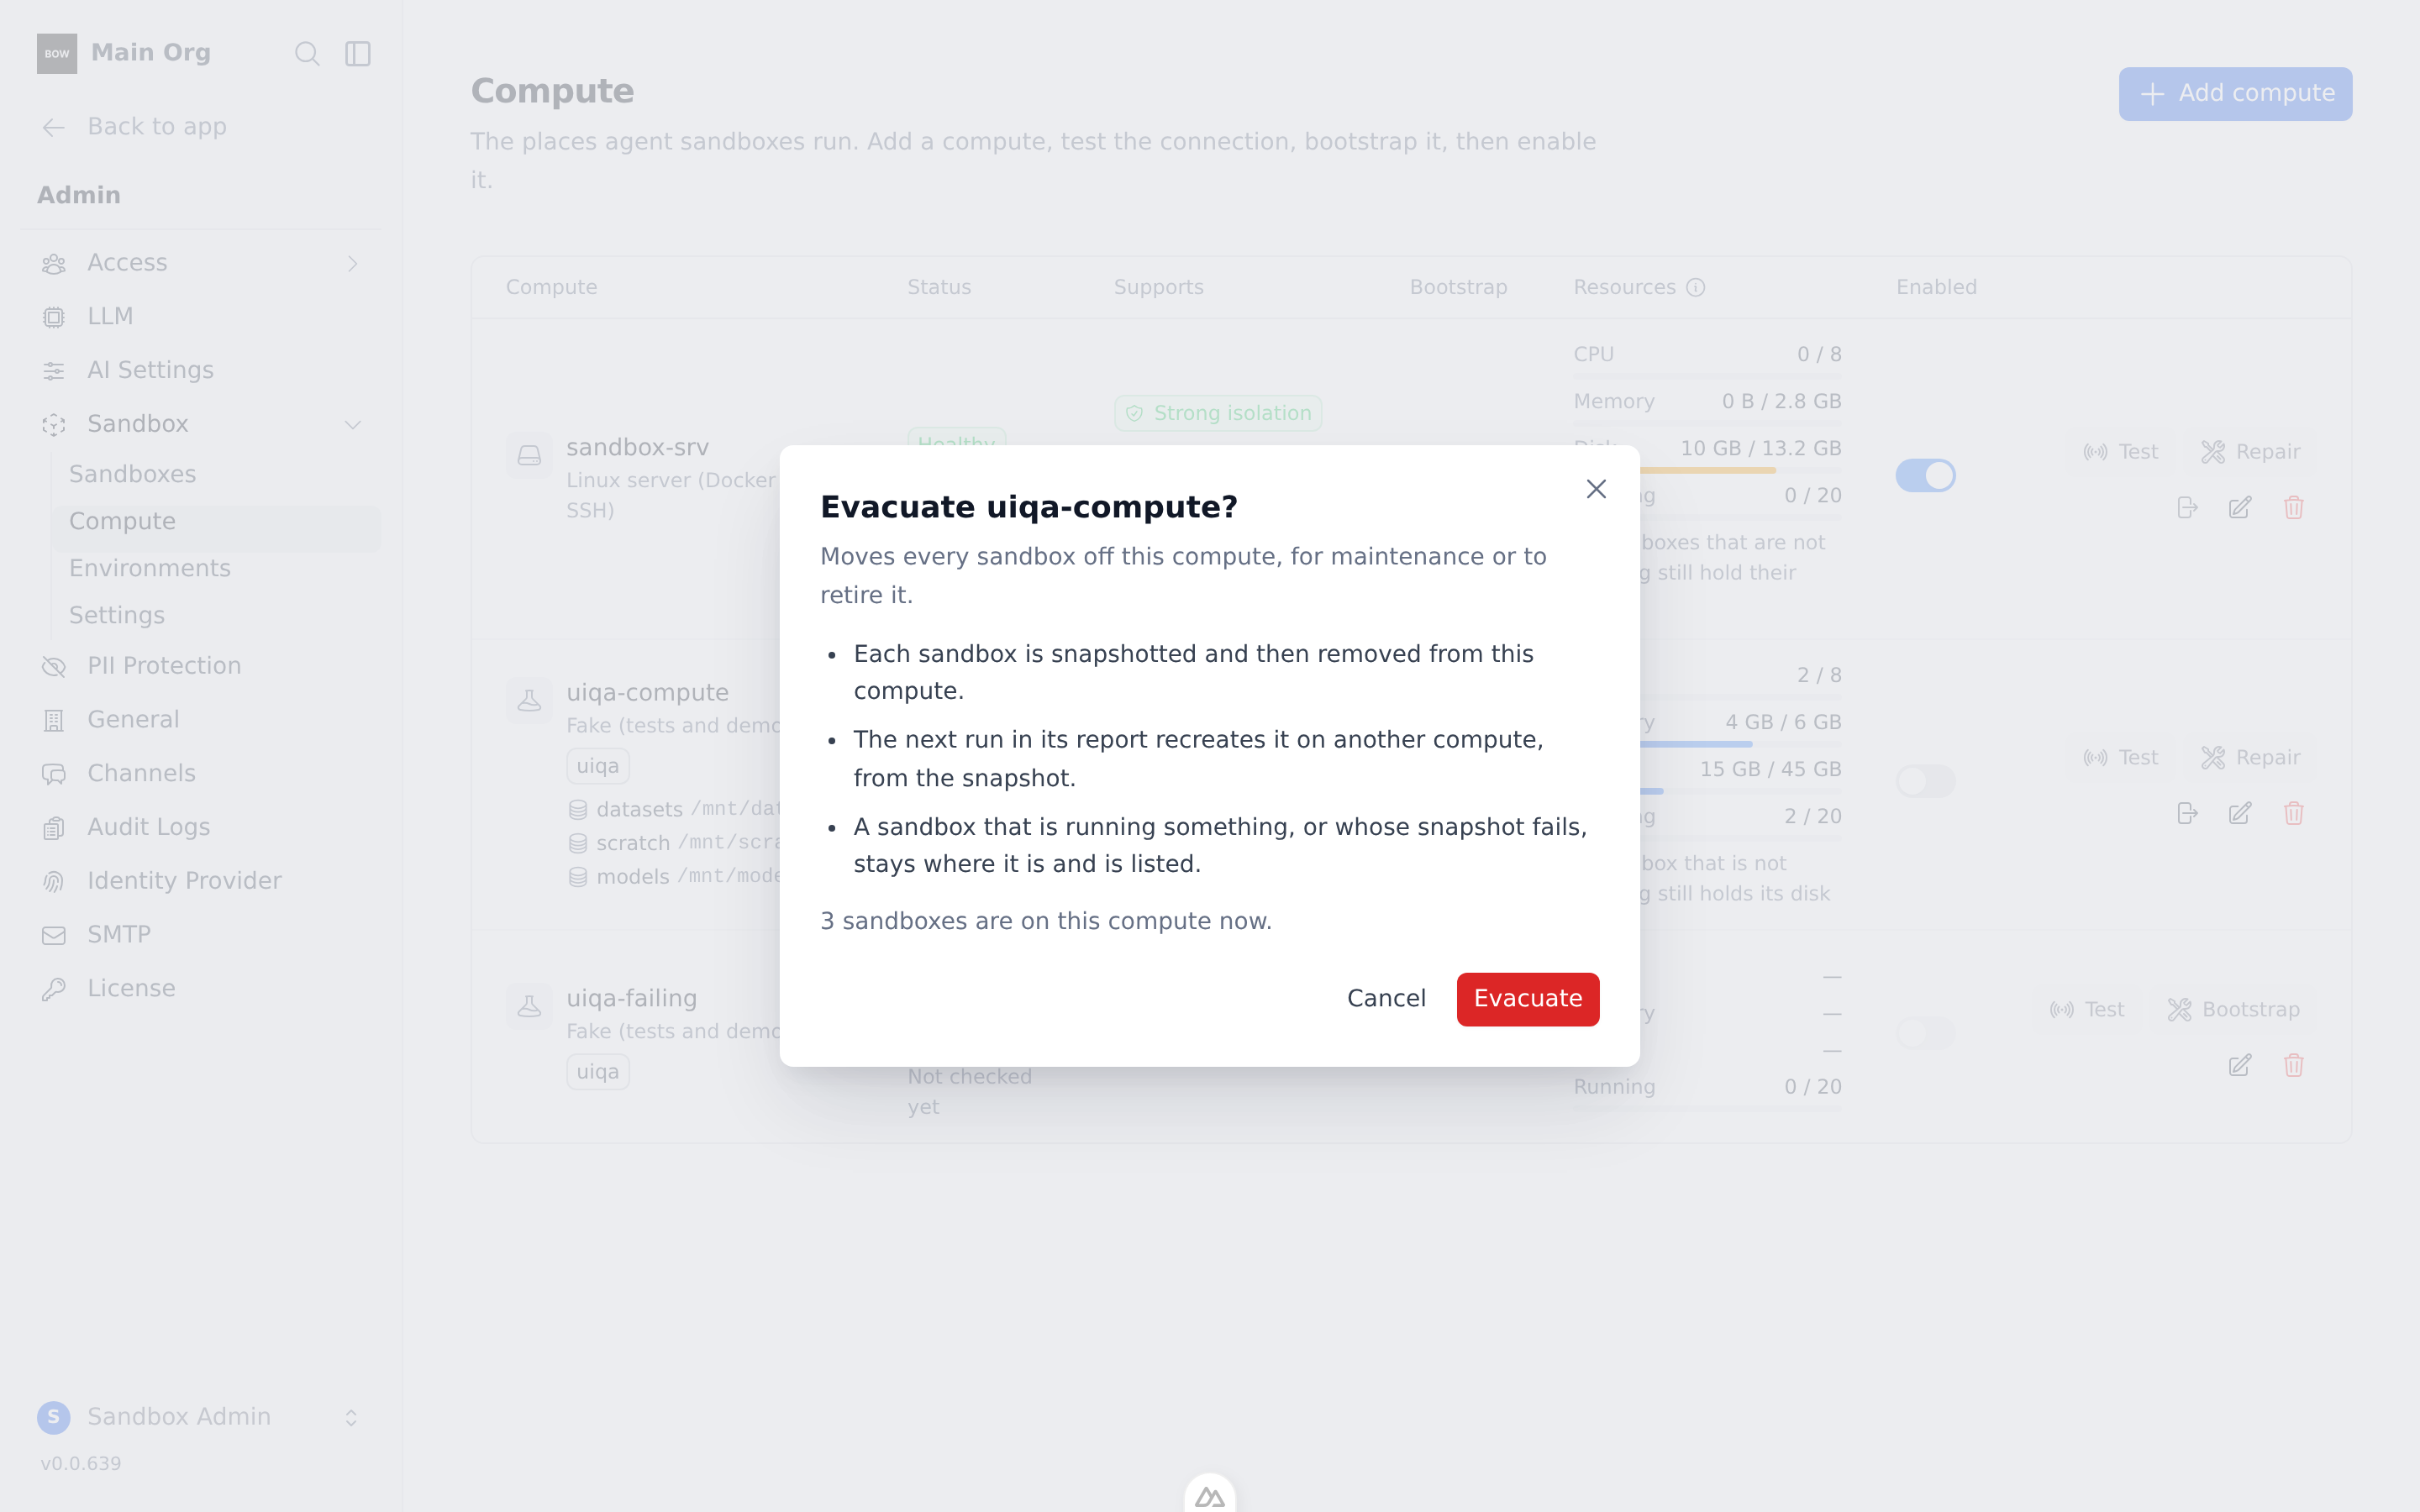 BOW Main Org
Back to app
Admin
Access
LLM
AI Settings
Sandbox
Sandboxes
Compute
Environments
Settings
PII Protection
General
Channels
Audit Logs
Identity Provider
SMTP
License
S Sandbox Admin
v0.0.639
Compute
Add compute
The places agent sandboxes run. Add a compute, test the connection, bootstrap it, then enable
it.
Compute Status Supports Bootstrap Resources Enabled
CPU 0 / 8
Memory 0 B / 2.8 GB
Strong isolation
sandbox-srv
Healthy
10 GB / 13.2 GB
Test Repair
Linux server (Docker
SSH)
0 / 20
boxes that are not
still hold their
2 / 8
uiqa-compute
4 GB / 6 GB
Fake (tests and demo
Test Repair
uiqa
15 GB / 45 GB
datasets /mnt/dat
2 / 20
scratch /mnt/scra
models /mnt/mode
box that is not
still holds its disk
—
uiqa-failing
—
Test Bootstrap
Fake (tests and demo
—
uiqa
Not checked
yet
Running 0 / 20
Evacuate uiqa-compute?
Moves every sandbox off this compute, for maintenance or to
retire it.
• Each sandbox is snapshotted and then removed from this
compute.
• The next run in its report recreates it on another compute,
from the snapshot.
• A sandbox that is running something, or whose snapshot fails,
stays where it is and is listed.
3 sandboxes are on this compute now.
Cancel Evacuate